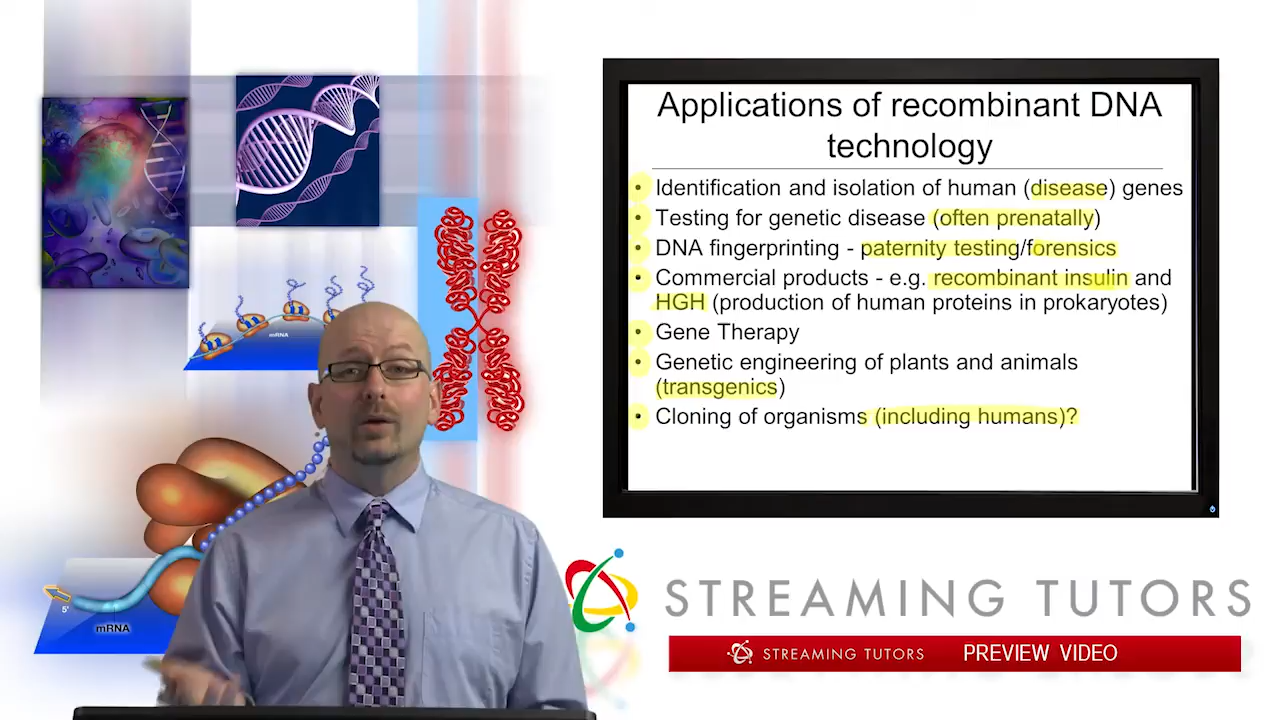 Applications of recombinant DNA
technology
• Identification and isolation of human (disease) genes
• Testing for genetic disease (often prenatally)
• DNA fingerprinting - paternity testing/forensics
• Commercial products - e.g. recombinant insulin and
HGH (production of human proteins in prokaryotes)
• Gene Therapy
• Genetic engineering of plants and animals
(transgenics)
• Cloning of organisms (including humans)?
mRNA
5'
mRNA
STREAMING TUTORS
STREAMING TUTORS PREVIEW VIDEO